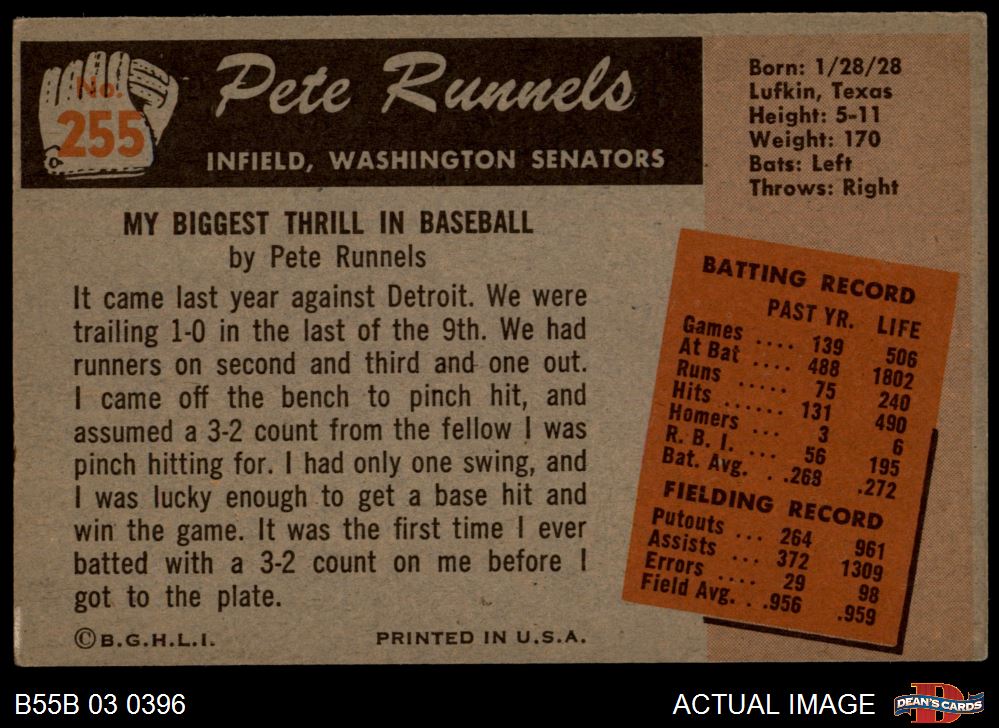 No.
255
Pete Runnels
INFIELD, WASHINGTON SENATORS
Born: 1/28/28
Lufkin, Texas
Height: 5-11
Weight: 170
Bats: Left
Throws: Right
MY BIGGEST THRILL IN BASEBALL
by Pete Runnels
It came last year against Detroit. We were
trailing 1-0 in the last of the 9th. We had
runners on second and third and one out.
I came off the bench to pinch hit, and
assumed a 3-2 count from the fellow I was
pinch hitting for. I had only one swing, and
I was lucky enough to get a base hit and
win the game. It was the first time I ever
batted with a 3-2 count on me before I
got to the plate.
©B.G.H.L.I. PRINTED IN U.S.A.
BATTING RECORD
PAST YR. LIFE
Games .... 139 506
At Bat .... 488 1802
Runs ..... 75 240
Hits ...... 131 490
Homers ... 3 6
R. B. I. .... 56 195
Bat. Avg. . .268 .272
FIELDING RECORD
Putouts ... 264 961
Assists ... 372 1309
Errors .... 29 98
Field Avg. . .956 .959
B55B 03 0396
ACTUAL IMAGE
DEAN'S CARDS